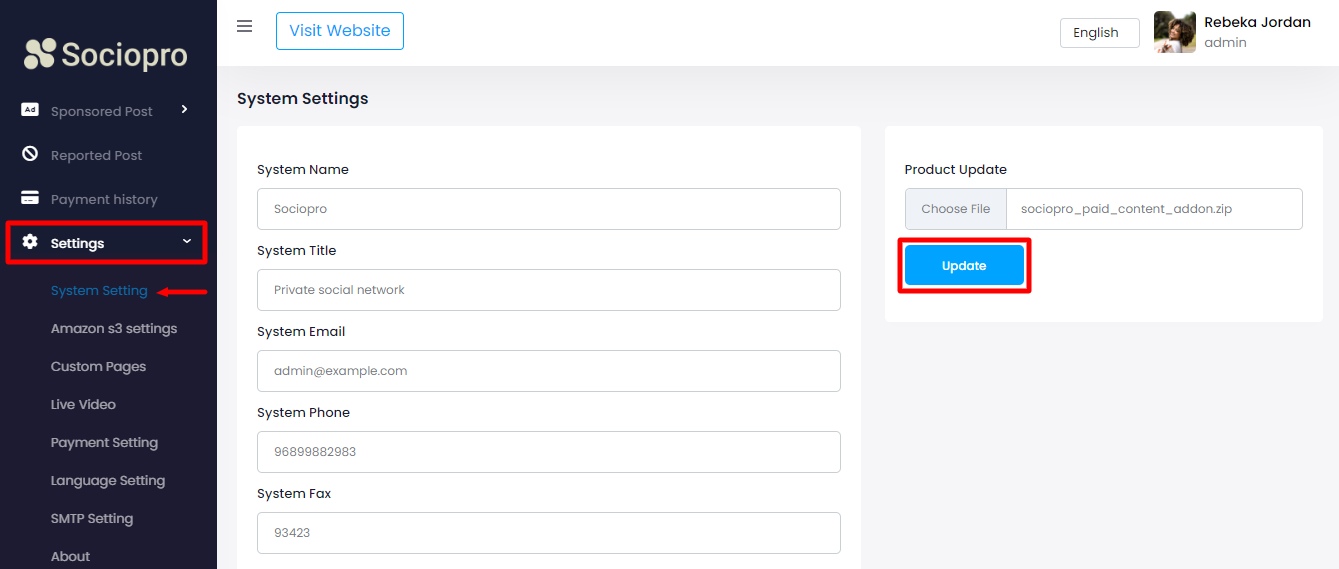 Sociopro
Ad Sponsored Post
Reported Post
Payment history
Settings
System Setting
Amazon s3 settings
Custom Pages
Live Video
Payment Setting
Language Setting
SMTP Setting
About
Visit Website
English
Rebeka Jordan
admin
System Settings
System Name
Sociopro
System Title
Private social network
System Email
admin@example.com
System Phone
96899882983
System Fax
93423
Product Update
Choose File sociopro_paid_content_addon.zip
Update